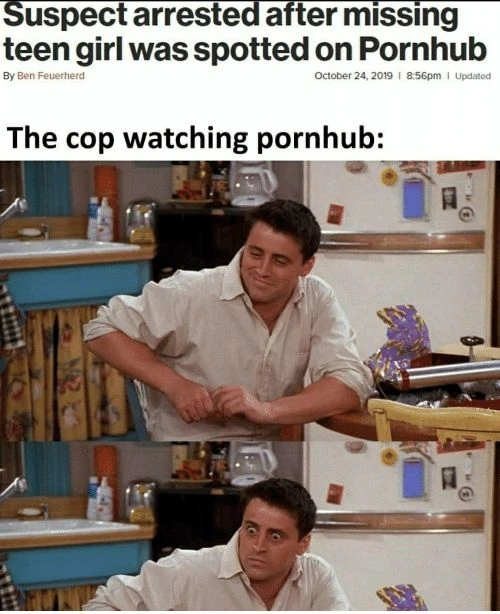 Suspect arrested after missing
teen girl was spotted on Pornhub
By Ben Feuerherd October 24, 2019 | 8:56pm | Updated
The cop watching pornhub: